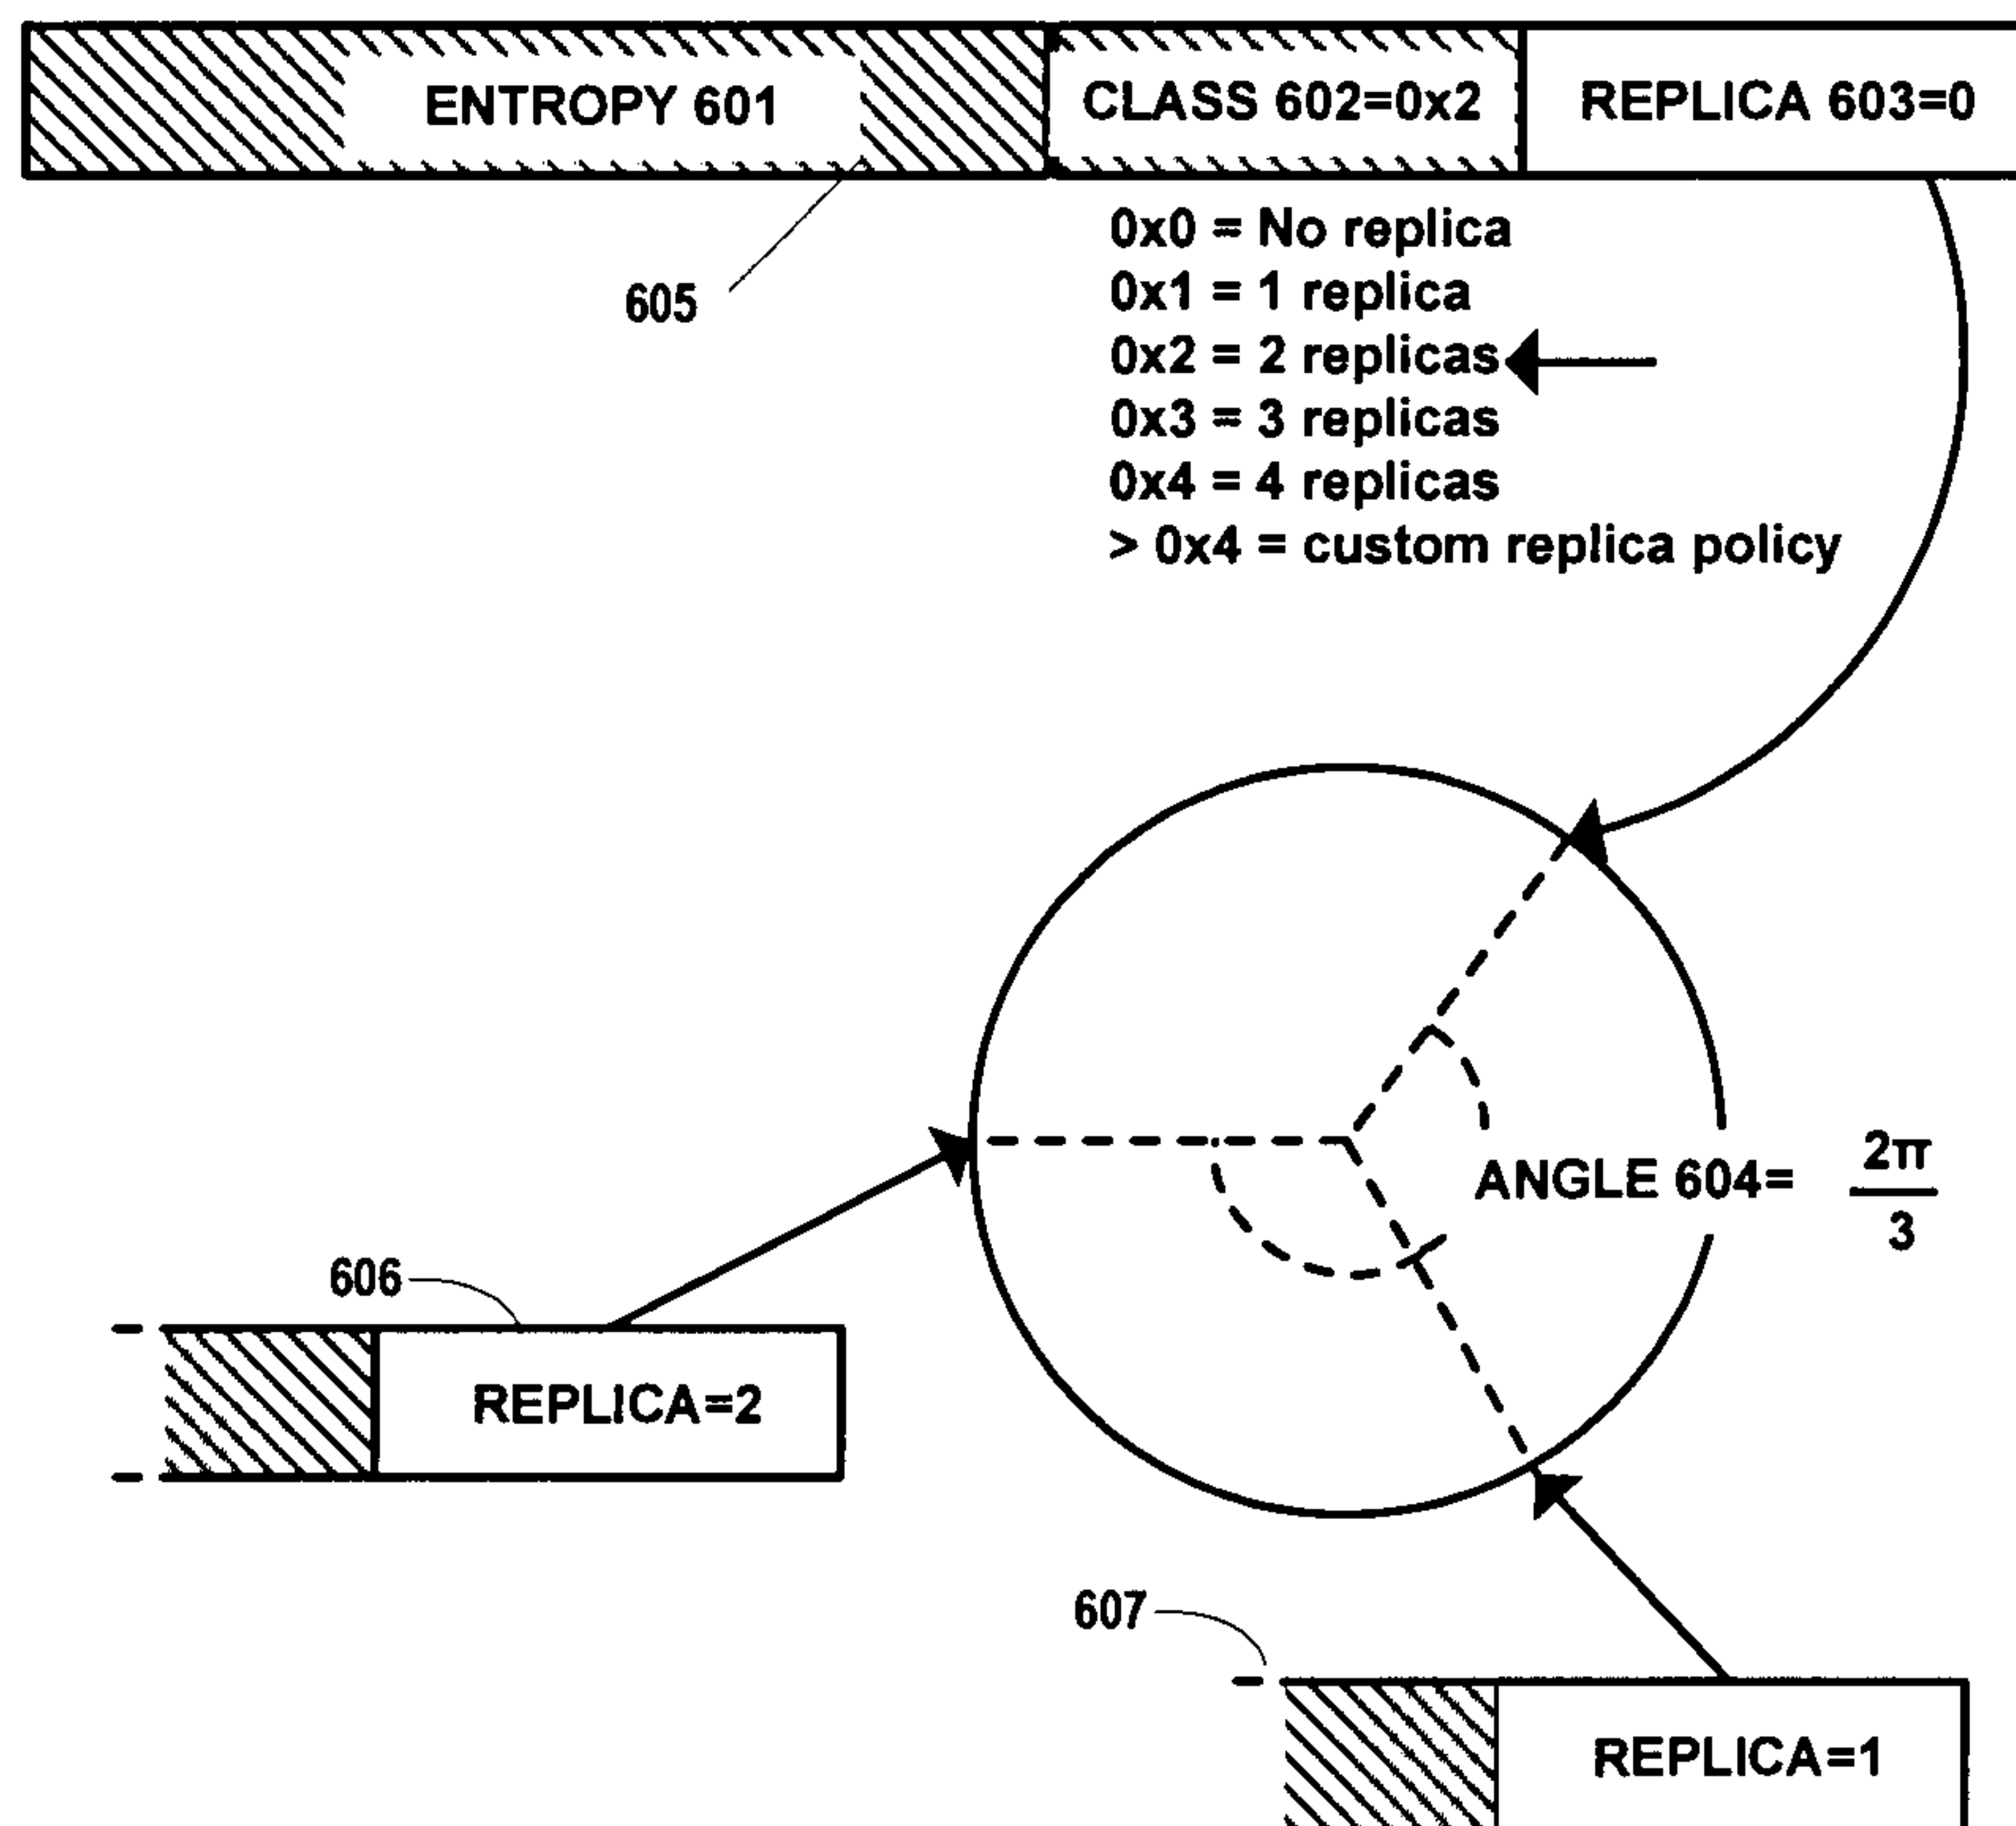 ENTROPY 601
CLASS 602=0x2
REPLICA 603=0
605
0x0 = No replica
0x1 = 1 replica
0x2 = 2 replicas
0x3 = 3 replicas
0x4 = 4 replicas
> 0x4 = custom replica policy
ANGLE 604= 2π
3
606
REPLICA=2
607
REPLICA=1